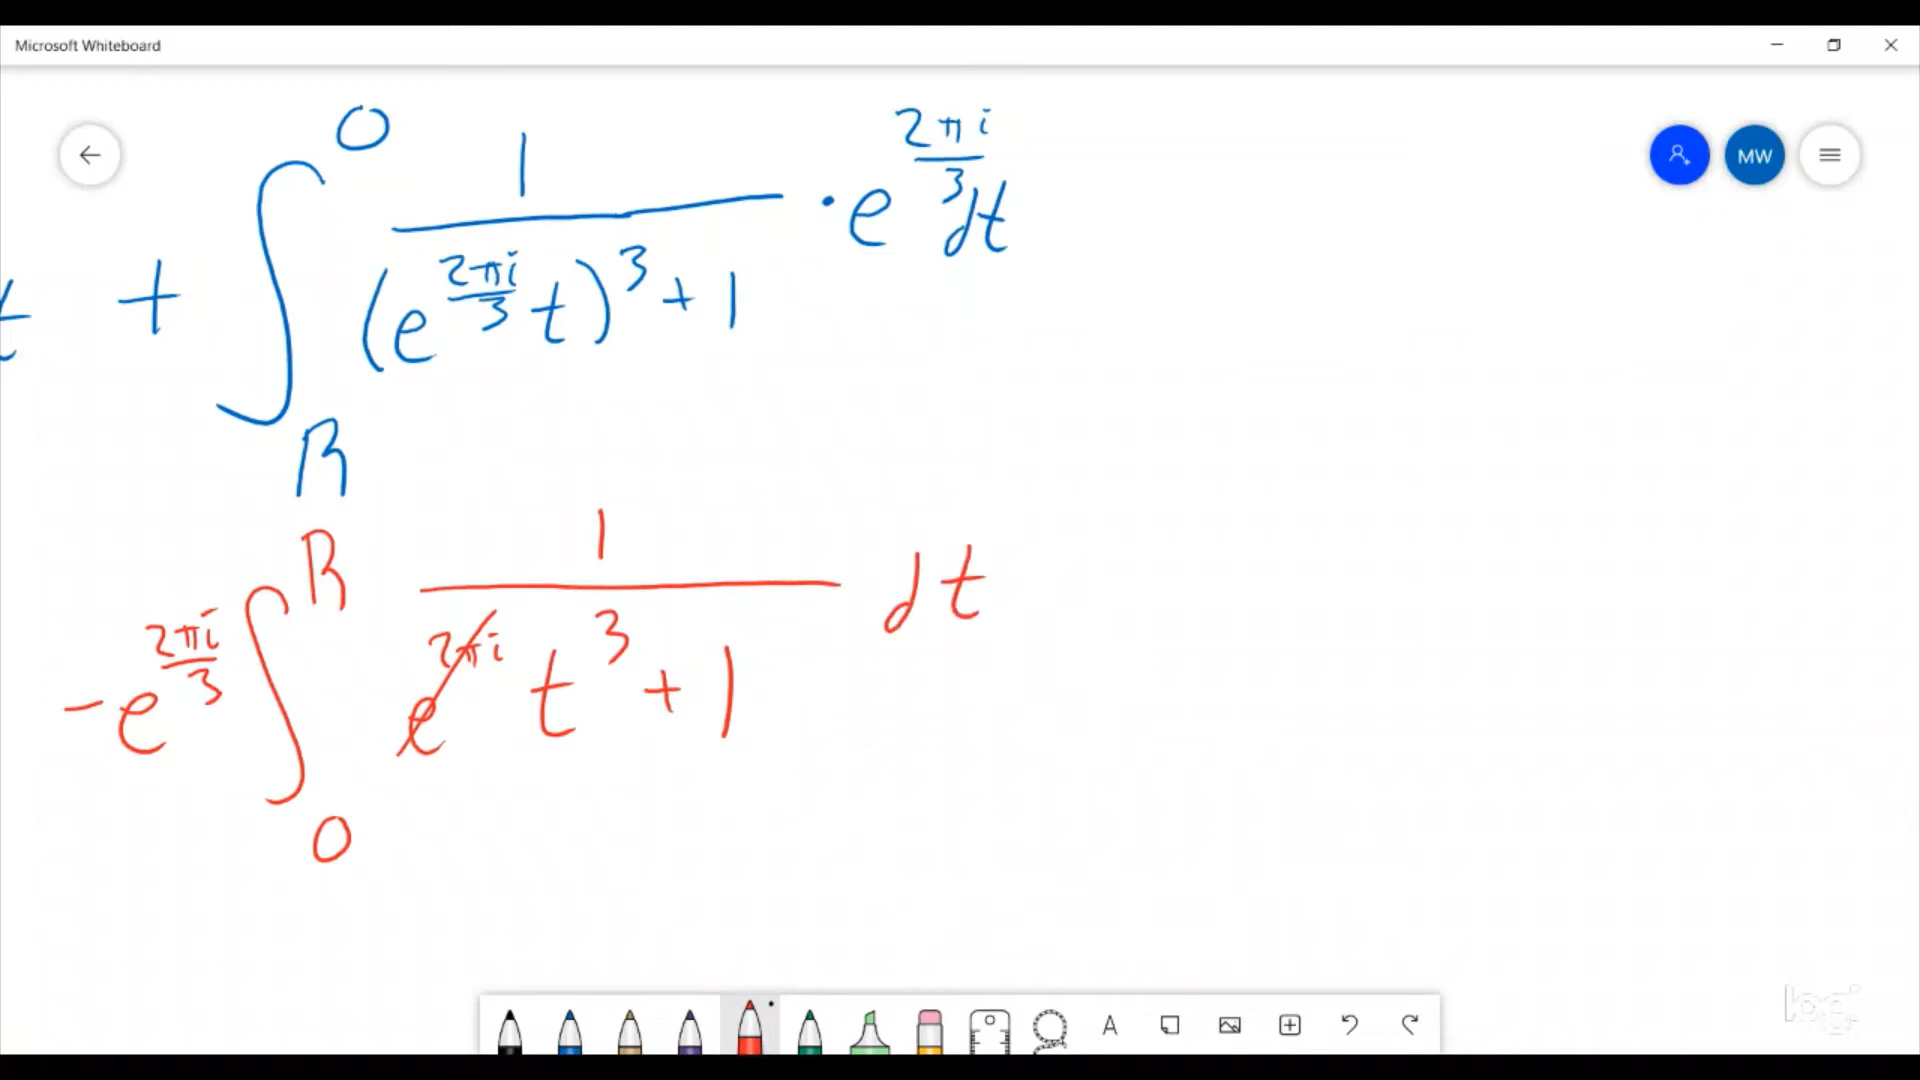 Microsoft Whiteboard
MW
t + ∫_R^0 1/((e^(2πi/3) t)^3 + 1) · e^(2πi/3) dt
-e^(2πi/3) ∫_0^R 1/(e^(2πi) t^3 + 1) dt
A
logi